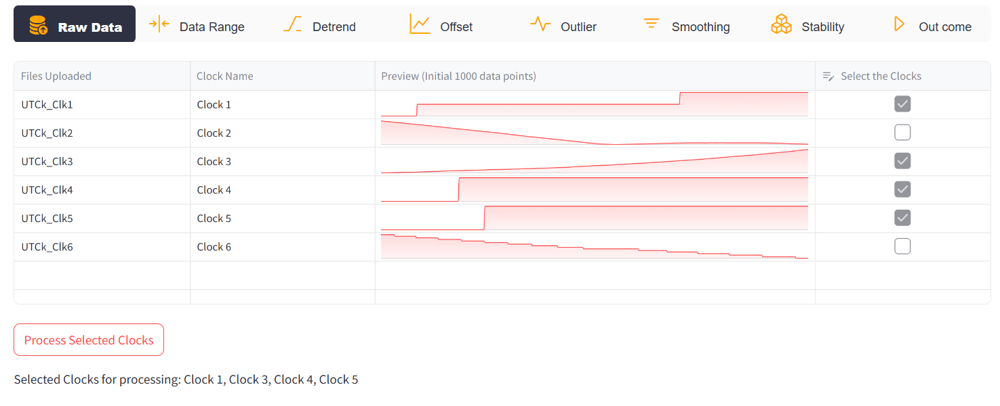 Raw Data Data Range Detrend Offset Outlier Smoothing Stability Out come
Files Uploaded Clock Name Preview (Initial 1000 data points) Select the Clocks
UTCk_Clk1 Clock 1
UTCk_Clk2 Clock 2
UTCk_Clk3 Clock 3
UTCk_Clk4 Clock 4
UTCk_Clk5 Clock 5
UTCk_Clk6 Clock 6
Process Selected Clocks
Selected Clocks for processing: Clock 1, Clock 3, Clock 4, Clock 5